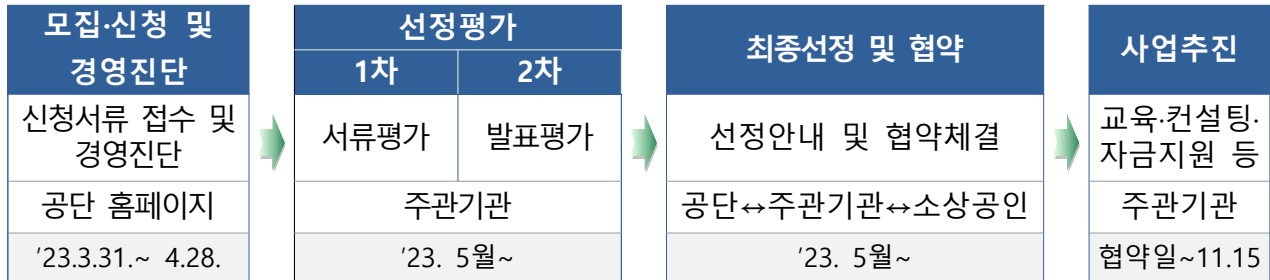 모집·신청 및
경영진단
신청서류 접수 및
경영진단
공단 홈페이지
'23.3.31.~ 4.28.
선정평가
1차 2차
서류평가 발표평가
주관기관
'23. 5월~
최종선정 및 협약
선정안내 및 협약체결
공단↔주관기관↔소상공인
'23. 5월~
사업추진
교육·컨설팅·
자금지원 등
주관기관
협약일~11.15